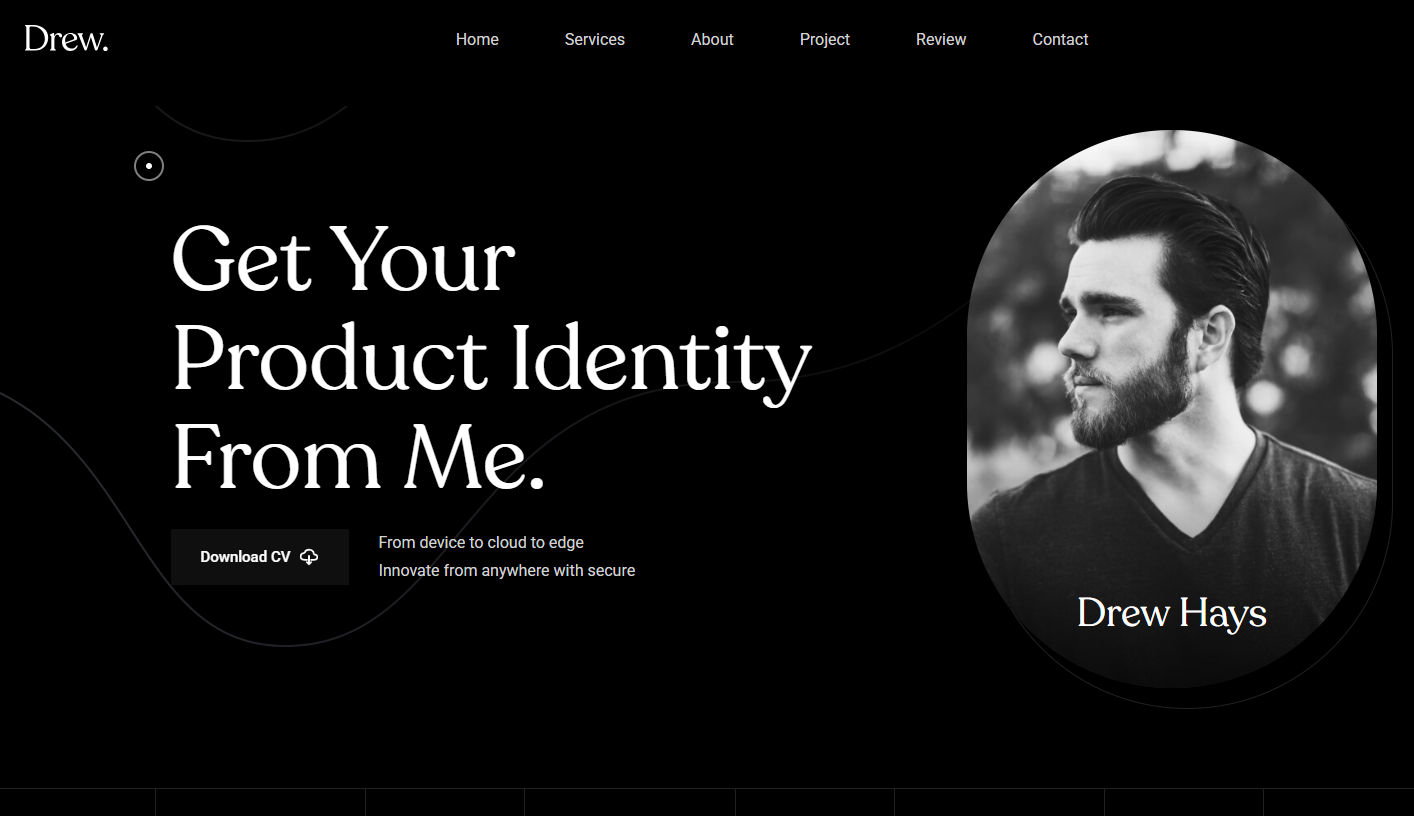 Drew.
Home Services About Project Review Contact
Get Your
Product Identity
From Me.
Download CV
From device to cloud to edge
Innovate from anywhere with secure
Drew Hays